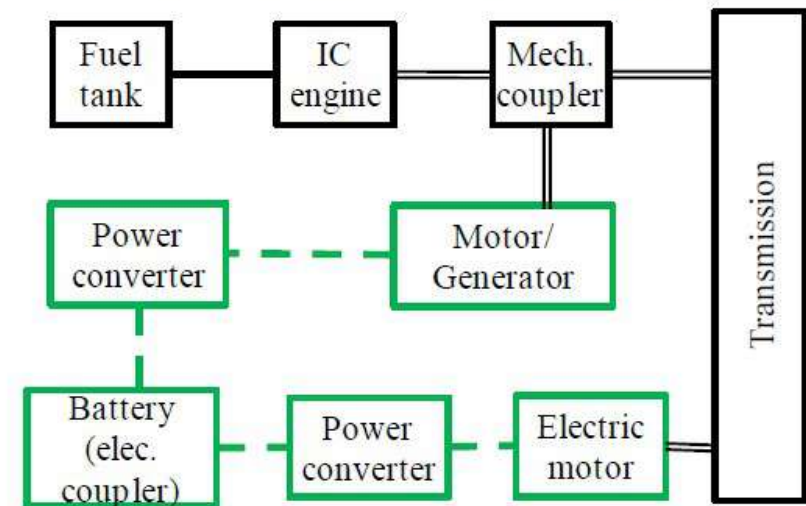 Fuel
tank
IC
engine
Mech.
coupler
Transmission
Power
converter
Motor/
Generator
Battery
(elec.
coupler)
Power
converter
Electric
motor